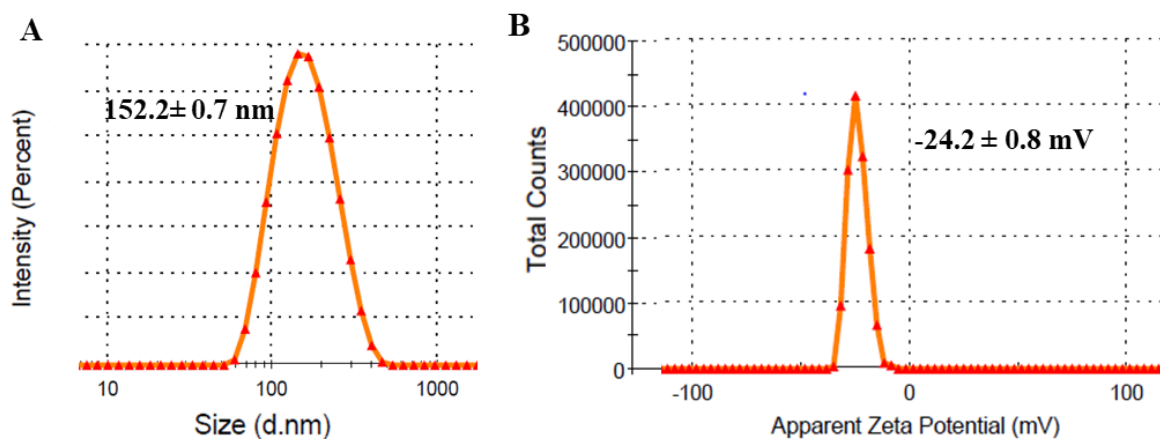 A
152.2± 0.7 nm
Intensity (Percent)
10
100
1000
Size (d.nm)
B
500000
400000
300000
200000
100000
0
-24.2 ± 0.8 mV
Total Counts
-100
0
100
Apparent Zeta Potential (mV)